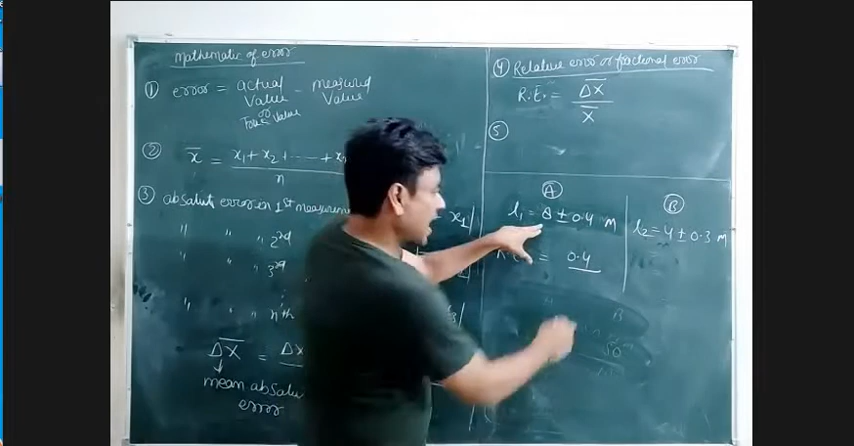 mathematic of error
① error = actual value or True value - measured value
② x̄ = x₁ + x₂ + ...... + x
n
③ absolute error in 1st measurement x₁|
" " " 2nd
" " " 3rd
" " " nth
ΔX̄ = ΔX
mean absolute error
④ Relative error or fractional error
R.E. = ΔX̄ / X̄
⑤
Ⓐ
l₁ = 8 ± 0.4 m
= 0.4
Ⓑ
l₂ = 4 ± 0.3 m